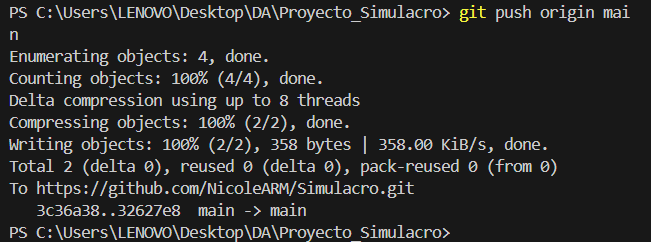 PS C:\Users\LENOVO\Desktop\DA\Proyecto_Simulacro> git push origin mai
n
Enumerating objects: 4, done.
Counting objects: 100% (4/4), done.
Delta compression using up to 8 threads
Compressing objects: 100% (2/2), done.
Writing objects: 100% (2/2), 358 bytes | 358.00 KiB/s, done.
Total 2 (delta 0), reused 0 (delta 0), pack-reused 0 (from 0)
To https://github.com/NicoleARM/Simulacro.git
   3c36a38..32627e8  main -> main
PS C:\Users\LENOVO\Desktop\DA\Proyecto_Simulacro>